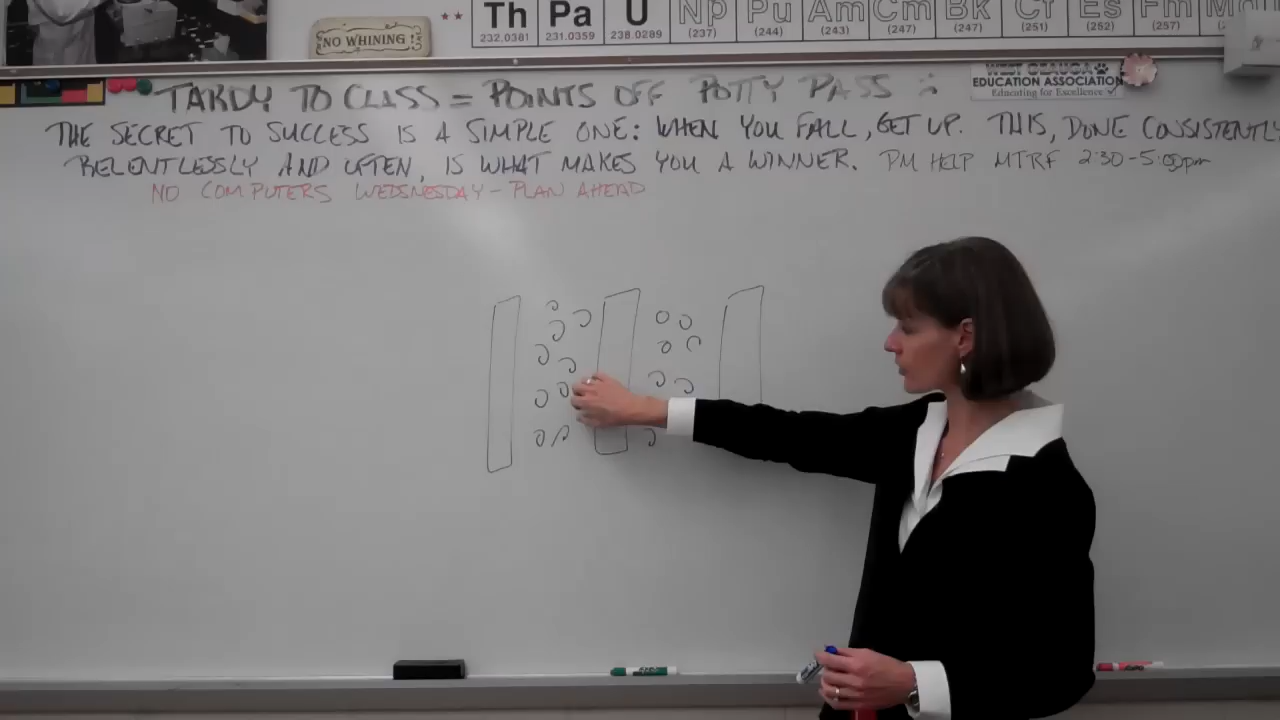 Th Pa U Np Pu Am Cm Bk Cf Es Fm
232.0381 231.0359 238.0289 (237) (244) (243) (247) (247) (251) (252) (257)
NO WHINING!
WEST GEAUGA
EDUCATION ASSOCIATION
Educating for Excellence
TARDY TO CLASS = POINTS OFF POTTY PASS
THE SECRET TO SUCCESS IS A SIMPLE ONE: WHEN YOU FALL, GET UP. THIS, DONE CONSISTENTL
RELENTLESSLY AND OFTEN, IS WHAT MAKES YOU A WINNER. PM HELP MTRF 2:30-5:00pm
NO COMPUTERS WEDSNESDAY - PLAN AHEAD